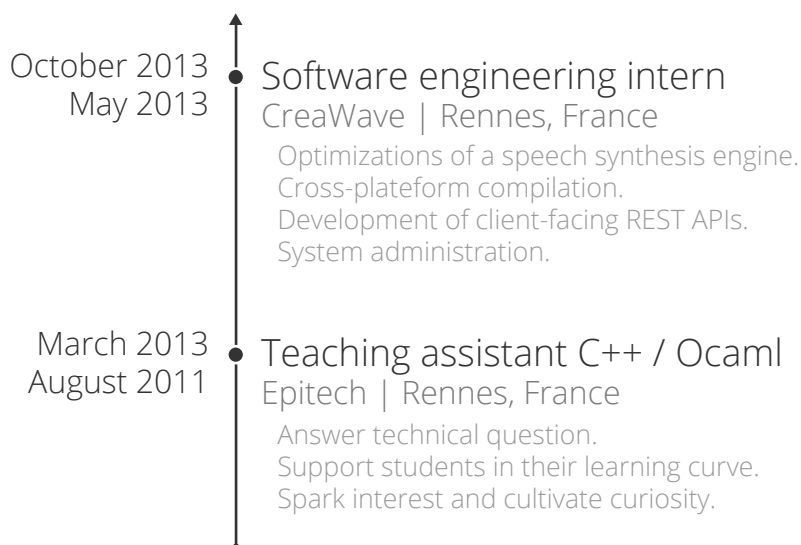 October 2013
May 2013
Software engineering intern
CreaWave | Rennes, France
Optimizations of a speech synthesis engine.
Cross-plateform compilation.
Development of client-facing REST APIs.
System administration.
March 2013
August 2011
Teaching assistant C++ / Ocaml
Epitech | Rennes, France
Answer technical question.
Support students in their learning curve.
Spark interest and cultivate curiosity.